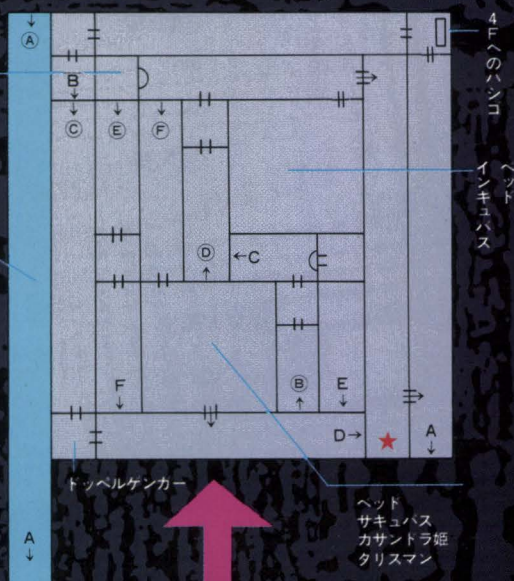 Ⓐ
B
Ⓒ
Ⓔ
Ⓕ
Ⓓ
←C
F
Ⓑ
E
D→
★
A
A
4Fへのハシゴ
ヘッド
インキュバス
ドッペルゲンガー
ヘッド
サキュバス
カサンドラ姫
タリスマン